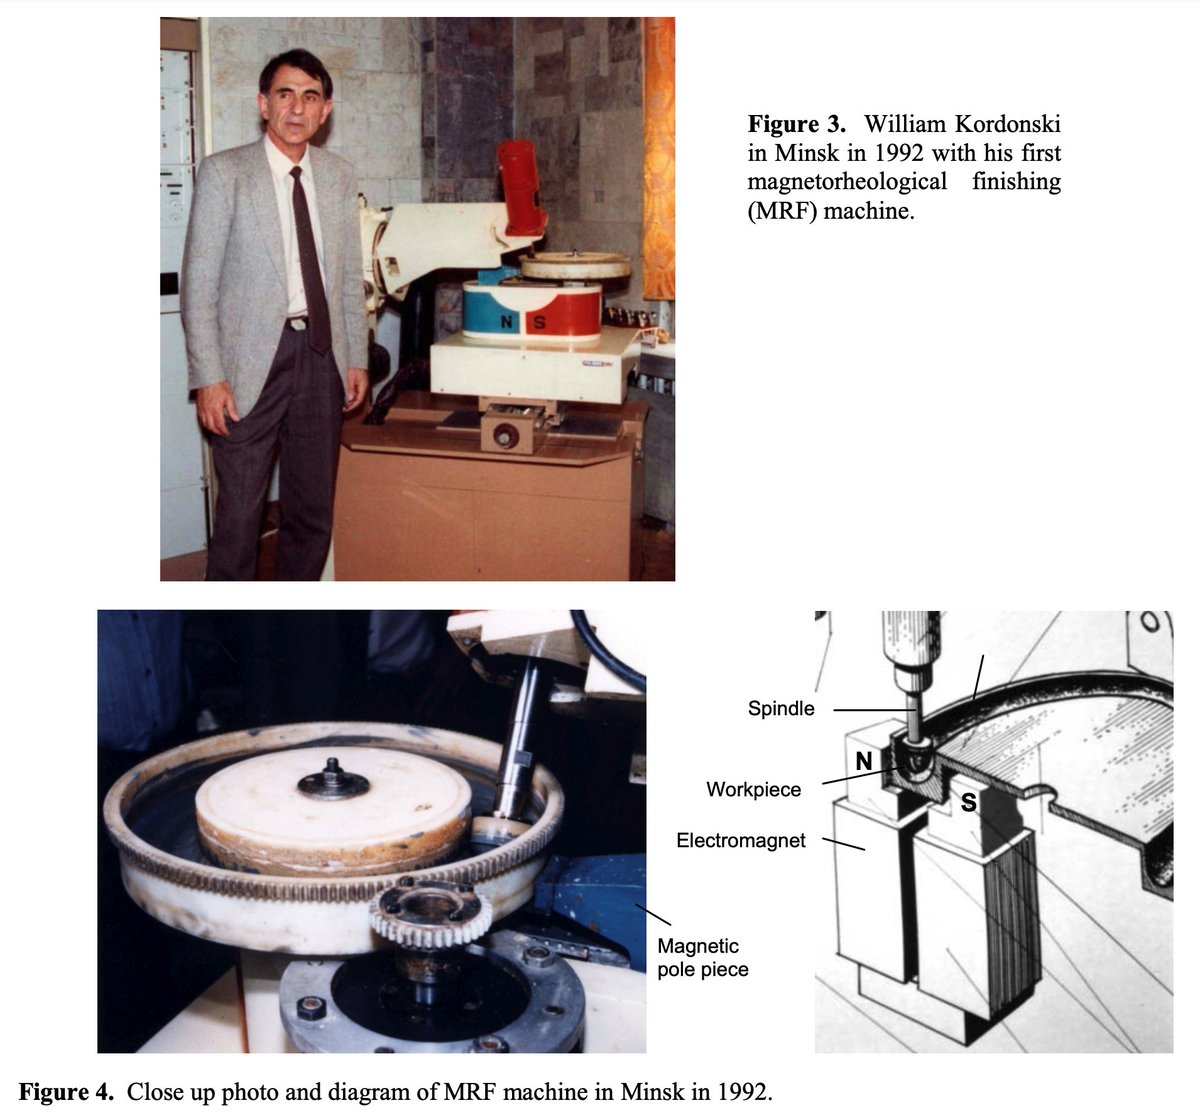 Figure 3. William Kordonski
in Minsk in 1992 with his first
magnetorheological finishing
(MRF) machine.
N S
Spindle
N
Workpiece
S
Electromagnet
Magnetic
pole piece
Figure 4. Close up photo and diagram of MRF machine in Minsk in 1992.